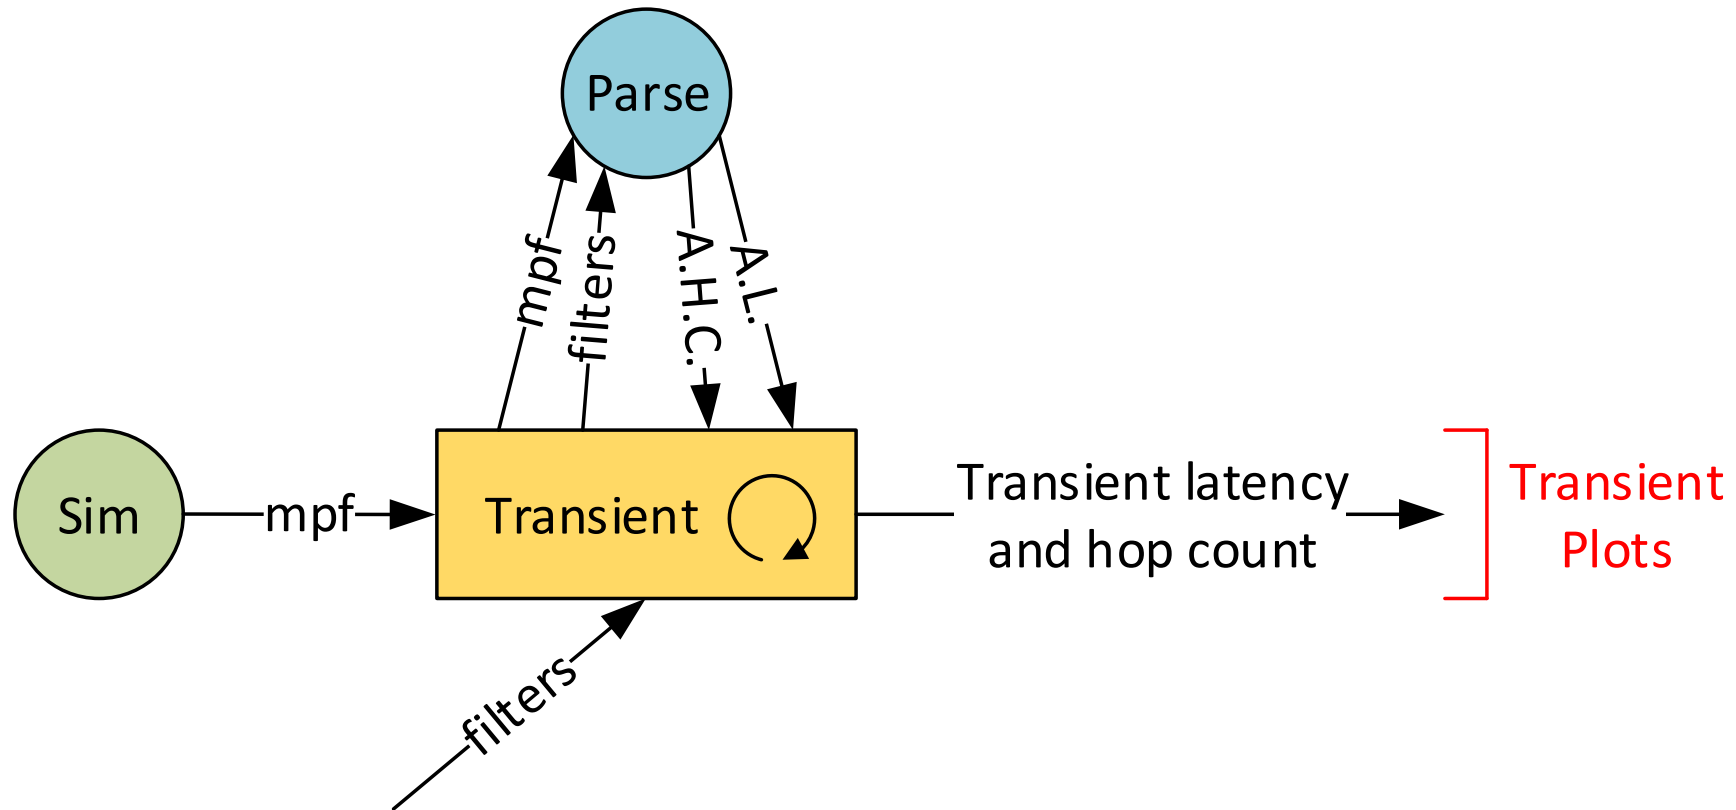 Parse
mpf
filters
A.H.C.
A.L.
Sim
mpf
Transient
Transient latency
and hop count
Transient
Plots
filters